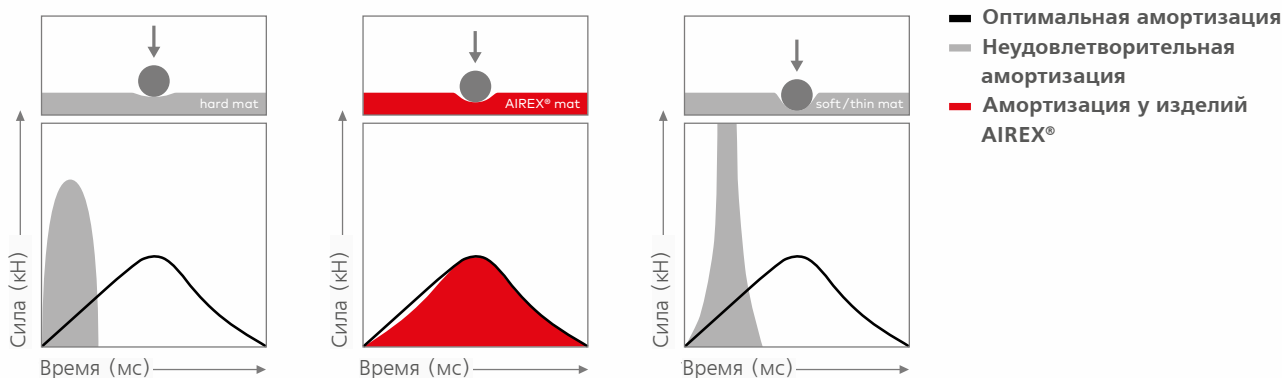 hard mat
Сила (кН)
Время (мс)
AIREX® mat
Сила (кН)
Время (мс)
soft/thin mat
Сила (кН)
Время (мс)
Оптимальная амортизация
Неудовлетворительная
амортизация
Амортизация у изделий
AIREX®